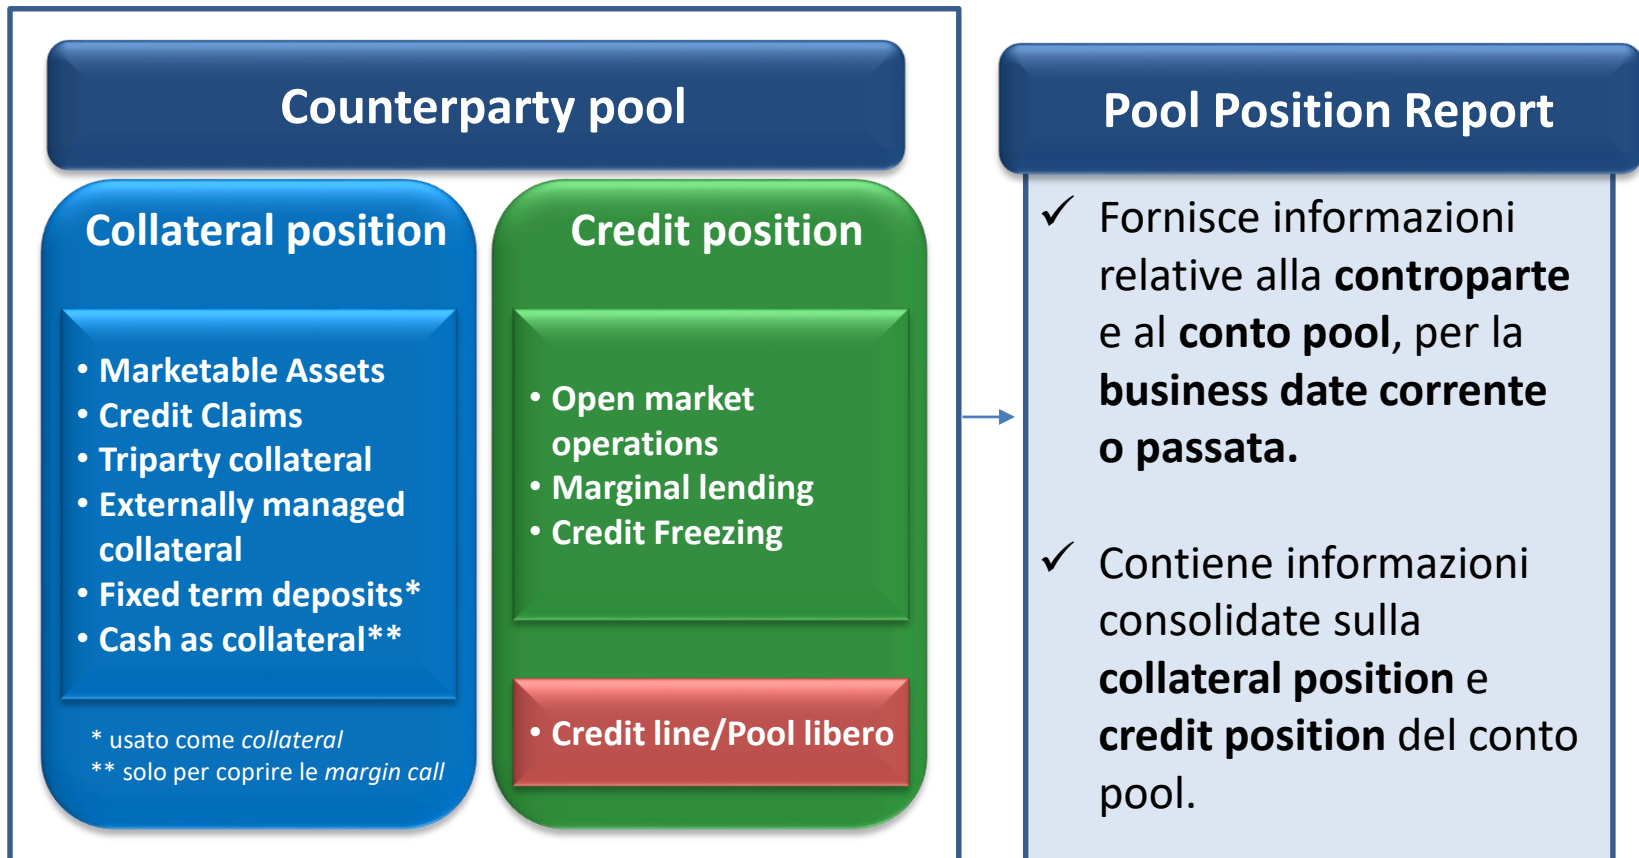 Counterparty pool
Collateral position
• Marketable Assets
• Credit Claims
• Triparty collateral
• Externally managed
collateral
• Fixed term deposits*
• Cash as collateral**
* usato come collateral
** solo per coprire le margin call
Credit position
• Open market
operations
• Marginal lending
• Credit Freezing
• Credit line/Pool libero
Pool Position Report
✓ Fornisce informazioni
relative alla controparte
e al conto pool, per la
business date corrente
o passata.
✓ Contiene informazioni
consolidate sulla
collateral position e
credit position del conto
pool.